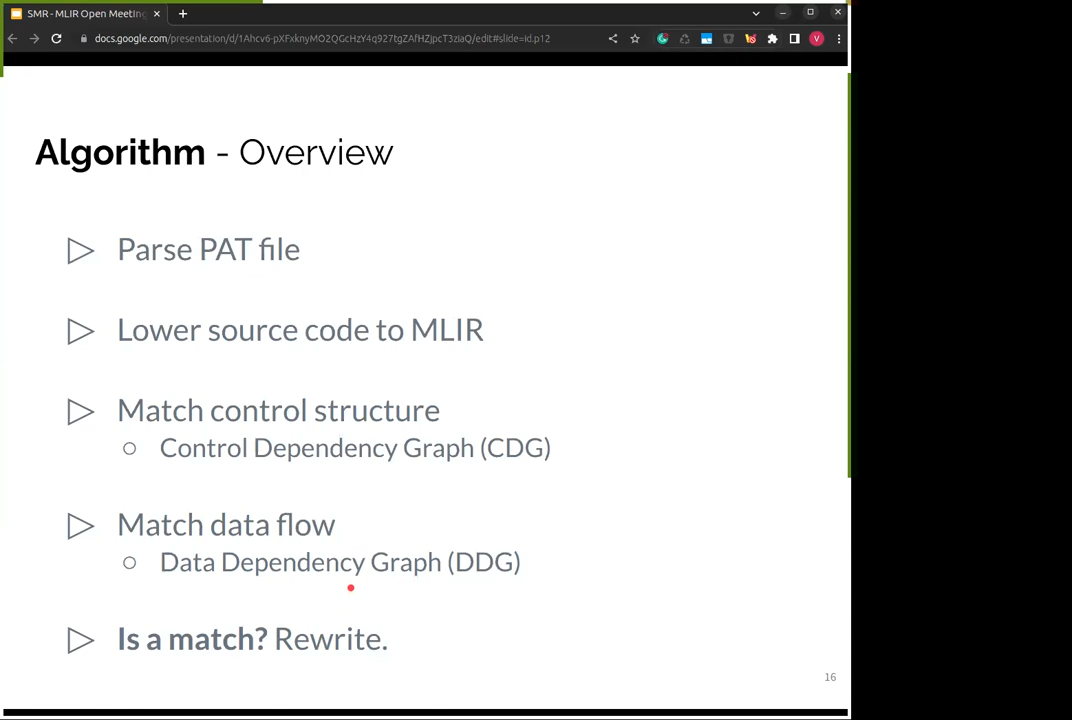 SMR - MLIR Open Meeting
docs.google.com/presentation/d/1Ahcv6-pXFxknyMO2QGcHzY4q927tgZAfHZjpcT3ziaQ/edit#slide=id.p12
V
Algorithm - Overview
Parse PAT file
Lower source code to MLIR
Match control structure
Control Dependency Graph (CDG)
Match data flow
Data Dependency Graph (DDG)
Is a match? Rewrite.
16